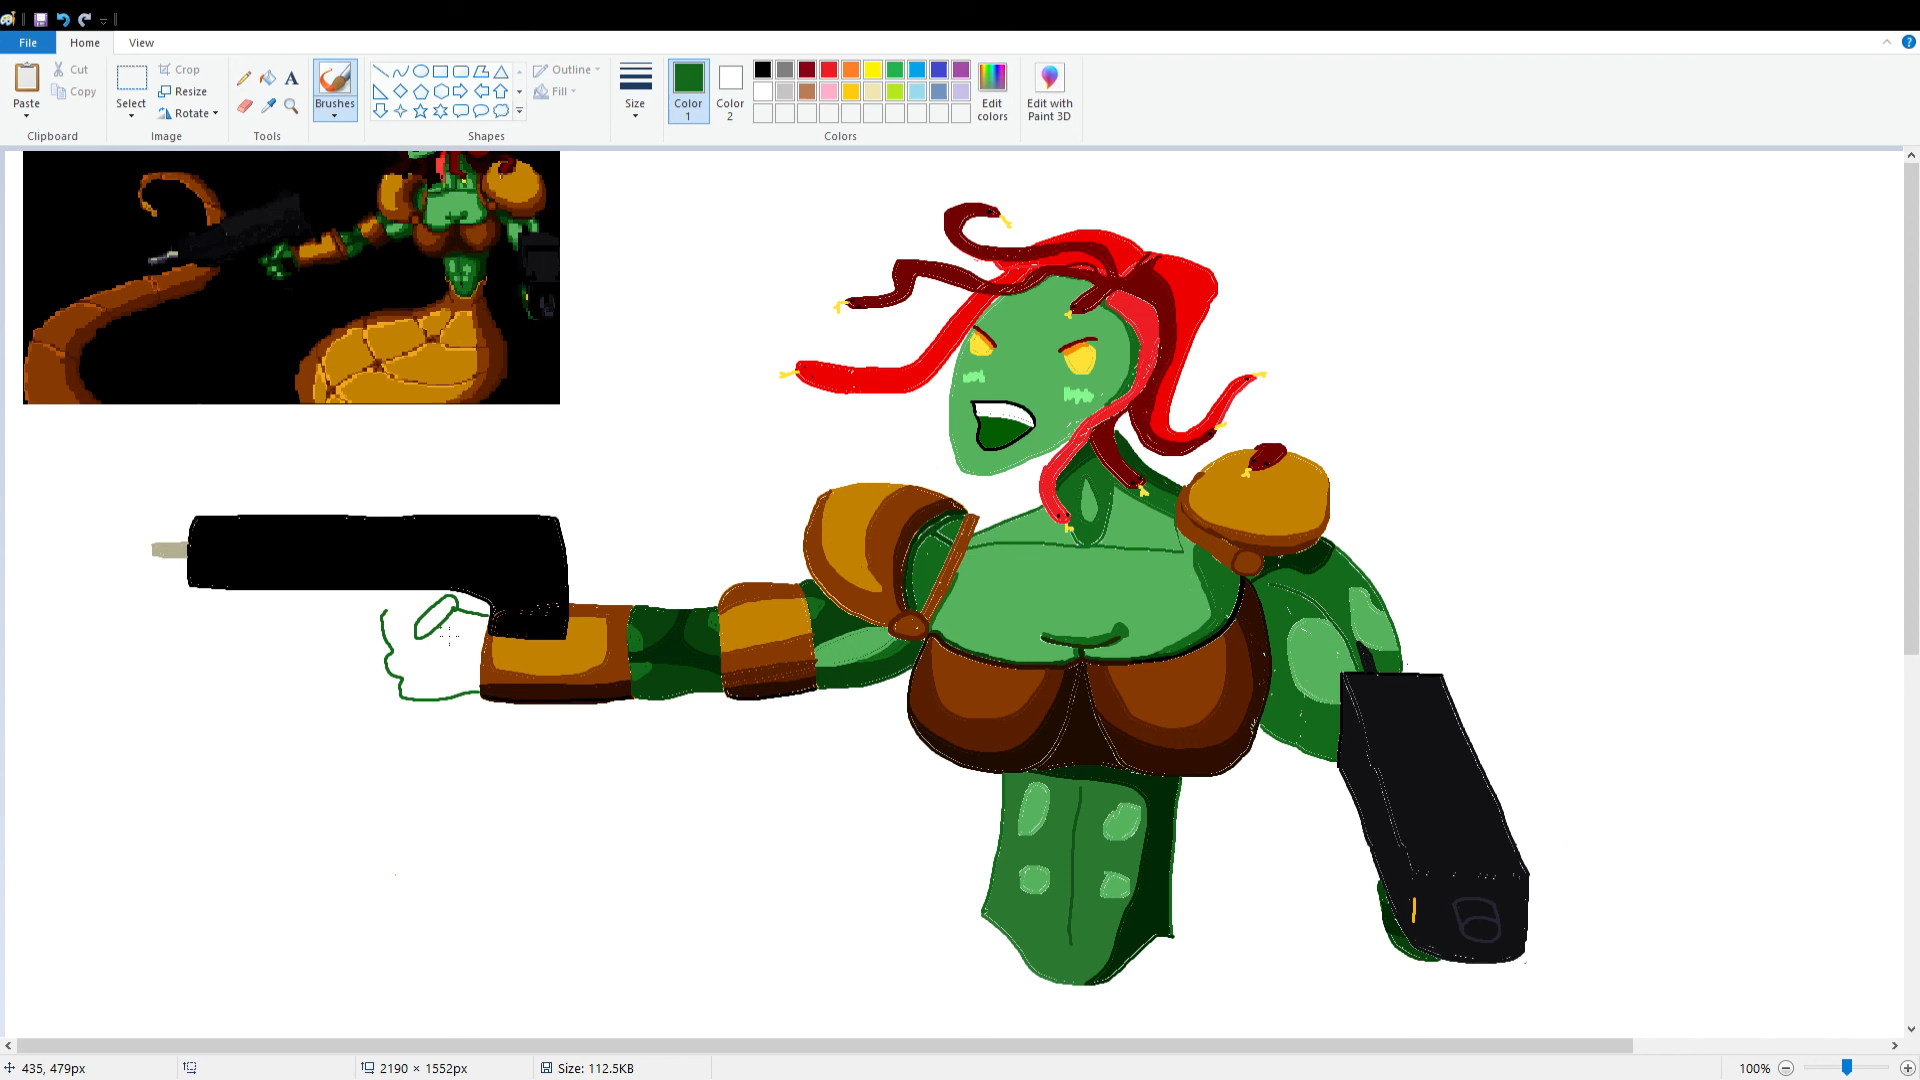 File Home View
Paste Cut Copy Clipboard
Select Crop Resize Rotate Image
A Tools
Brushes
Outline Fill Shapes
Size
Color 1 Color 2 Edit colors Colors
Edit with Paint 3D
435, 479px 2190 × 1552px Size: 112.5KB 100%